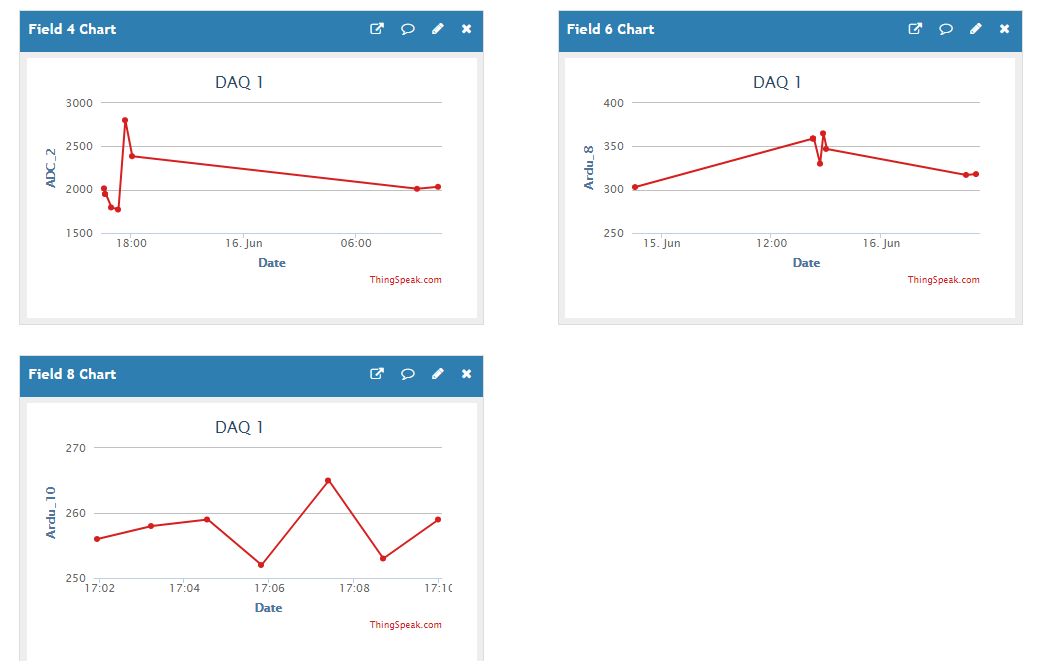 Field 4 Chart
DAQ 1
3000
2500
2000
1500
ADC_2
18:00 16. Jun 06:00
Date
ThingSpeak.com
Field 6 Chart
DAQ 1
400
350
300
250
Ardu_8
15. Jun 12:00 16. Jun
Date
ThingSpeak.com
Field 8 Chart
DAQ 1
270
260
250
Ardu_10
17:02 17:04 17:06 17:08 17:10
Date
ThingSpeak.com